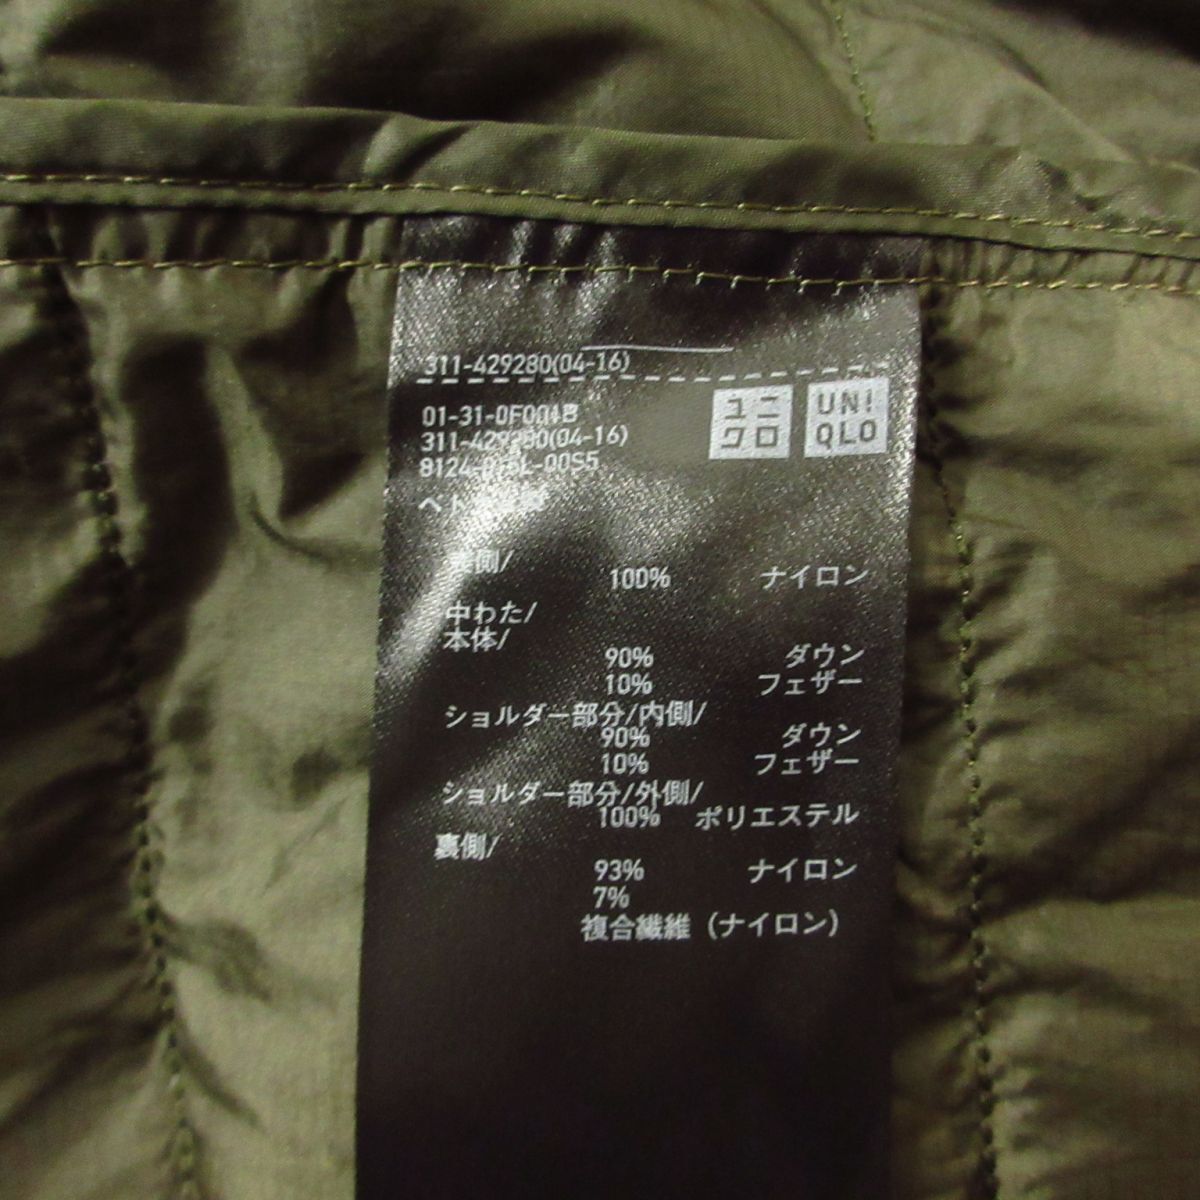 311-429280(04-16)
ユニ
クロ
UNI
QLO
311-429280(04-16)
100% ナイロン
中わた/
本体/
90% ダウン
10% フェザー
ショルダー部分/内側/
90% ダウン
10% フェザー
ショルダー部分/外側/
100% ポリエステル
裏側/
93% ナイロン
7%
複合繊維（ナイロン）